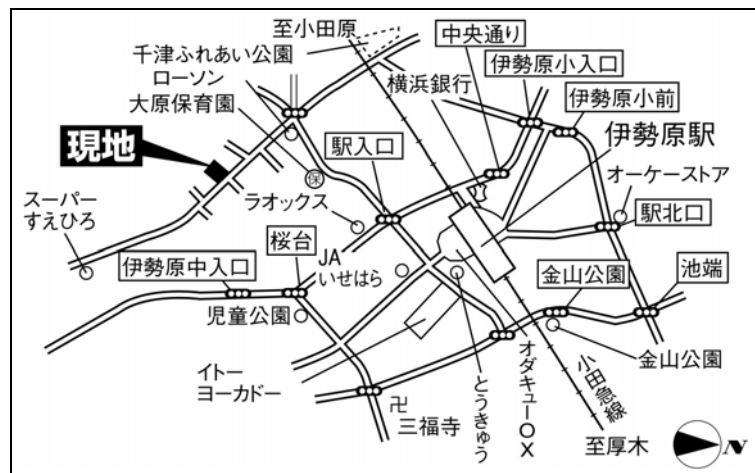 至小田原
千津ふれあい公園
ローソン
大原保育園
中央通り
横浜銀行
伊勢原小入口
伊勢原小前
現地
駅入口
伊勢原駅
保
オーケーストア
スーパー
すえひろ
ラオックス
駅北口
桜台
JA
いせはら
伊勢原中入口
金山公園
池端
児童公園
金山公園
イトー
ヨーカドー
とうきゅう
オダキューOX
小田急線
卍
三福寺
至厚木
N